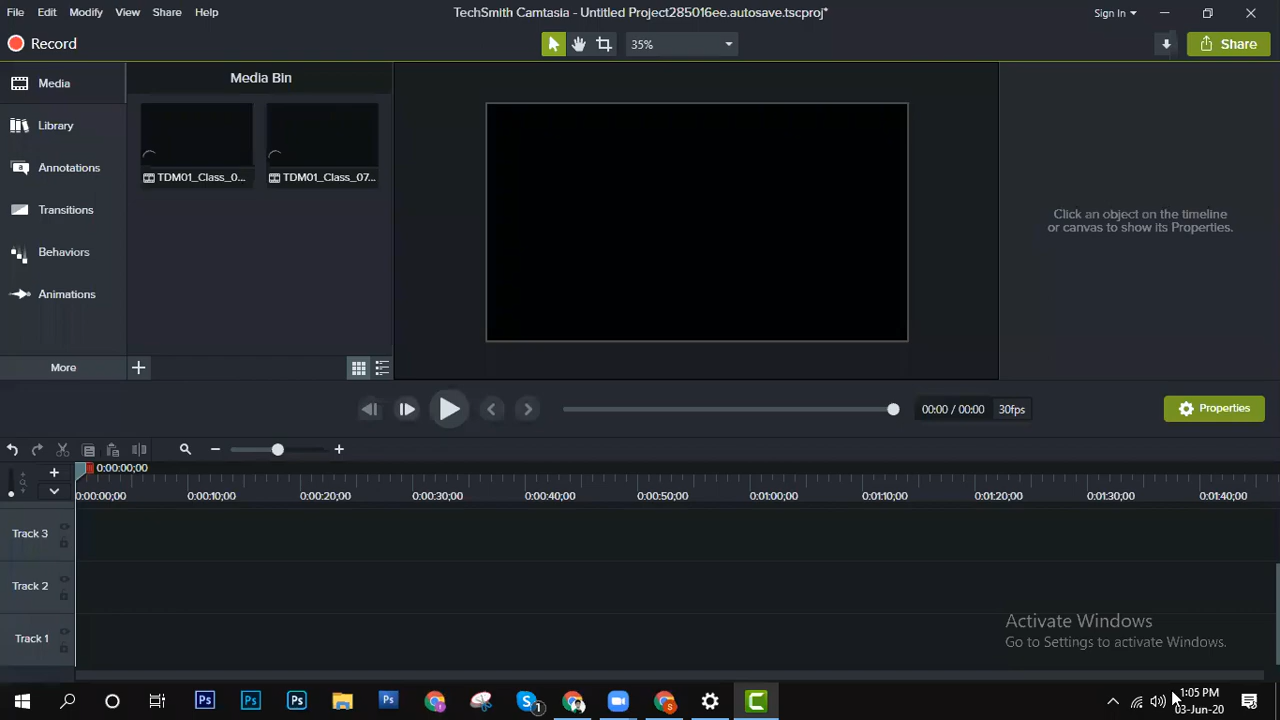 File Edit Modify View Share Help
TechSmith Camtasia - Untitled Project285016ee.autosave.tscproj*
Sign In
Record
35%
Share
Media
Library
Annotations
Transitions
Behaviors
Animations
More
Media Bin
TDM01_Class_0...
TDM01_Class_07...
Click an object on the timeline
or canvas to show its Properties.
00:00 / 00:00
30fps
Properties
0:00:00;00
0:00:00;00 0:00:10;00 0:00:20;00 0:00:30;00 0:00:40;00 0:00:50;00 0:01:00;00 0:01:10;00 0:01:20;00 0:01:30;00 0:01:40;00
Track 3
Track 2
Track 1
Activate Windows
Go to Settings to activate Windows.
Ps Ps Ps Ps S 1 S C
1:05 PM
03-Jun-20